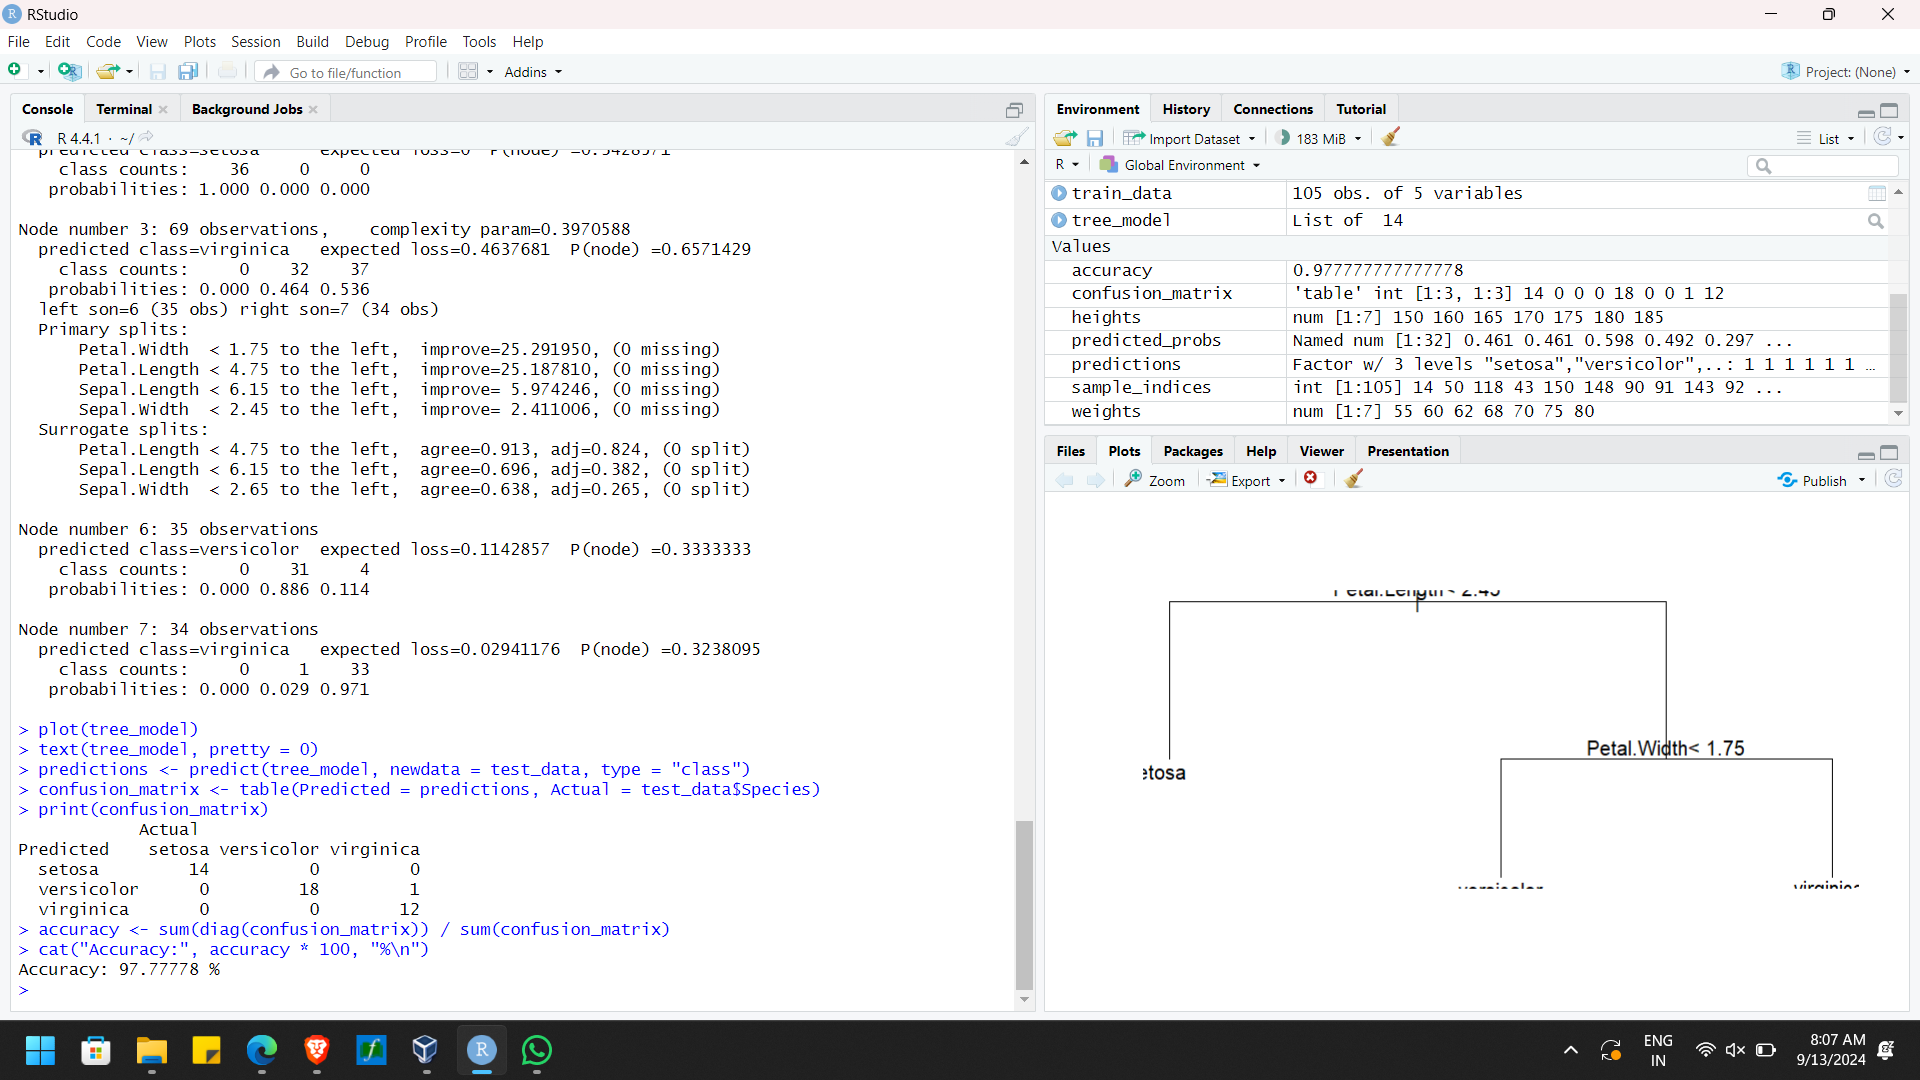 RStudio
File Edit Code View Plots Session Build Debug Profile Tools Help
Go to file/function Addins Project: (None)
Console Terminal Background Jobs
R 4.4.1 · ~/
predicted class=setosa expected loss=0 P(node) =0.3428571
class counts: 36 0 0
probabilities: 1.000 0.000 0.000
Node number 3: 69 observations, complexity param=0.3970588
predicted class=virginica expected loss=0.4637681 P(node) =0.6571429
class counts: 0 32 37
probabilities: 0.000 0.464 0.536
left son=6 (35 obs) right son=7 (34 obs)
Primary splits:
Petal.Width < 1.75 to the left, improve=25.291950, (0 missing)
Petal.Length < 4.75 to the left, improve=25.187810, (0 missing)
Sepal.Length < 6.15 to the left, improve= 5.974246, (0 missing)
Sepal.Width < 2.45 to the left, improve= 2.411006, (0 missing)
Surrogate splits:
Petal.Length < 4.75 to the left, agree=0.913, adj=0.824, (0 split)
Sepal.Length < 6.15 to the left, agree=0.696, adj=0.382, (0 split)
Sepal.Width < 2.65 to the left, agree=0.638, adj=0.265, (0 split)
Node number 6: 35 observations
predicted class=versicolor expected loss=0.1142857 P(node) =0.3333333
class counts: 0 31 4
probabilities: 0.000 0.886 0.114
Node number 7: 34 observations
predicted class=virginica expected loss=0.02941176 P(node) =0.3238095
class counts: 0 1 33
probabilities: 0.000 0.029 0.971
> plot(tree_model)
> text(tree_model, pretty = 0)
> predictions <- predict(tree_model, newdata = test_data, type = "class")
> confusion_matrix <- table(Predicted = predictions, Actual = test_data$Species)
> print(confusion_matrix)
Actual
Predicted setosa versicolor virginica
setosa 14 0 0
versicolor 0 18 1
virginica 0 0 12
> accuracy <- sum(diag(confusion_matrix)) / sum(confusion_matrix)
> cat("Accuracy:", accuracy * 100, "%\n")
Accuracy: 97.77778 %
>
Environment History Connections Tutorial
Import Dataset 183 MiB List
R Global Environment
train_data 105 obs. of 5 variables
tree_model List of 14
Values
accuracy 0.977777777777778
confusion_matrix 'table' int [1:3, 1:3] 14 0 0 0 18 0 0 1 12
heights num [1:7] 150 160 165 170 175 180 185
predicted_probs Named num [1:32] 0.461 0.461 0.598 0.492 0.297 ...
predictions Factor w/ 3 levels "setosa","versicolor",..: 1 1 1 1 1 1 …
sample_indices int [1:105] 14 50 118 43 150 148 90 91 143 92 ...
weights num [1:7] 55 60 62 68 70 75 80
Files Plots Packages Help Viewer Presentation
Zoom Export Publish
Petal.Length< 2.45
etosa
Petal.Width< 1.75
versicolor virginica
ENG
IN
8:07 AM
9/13/2024